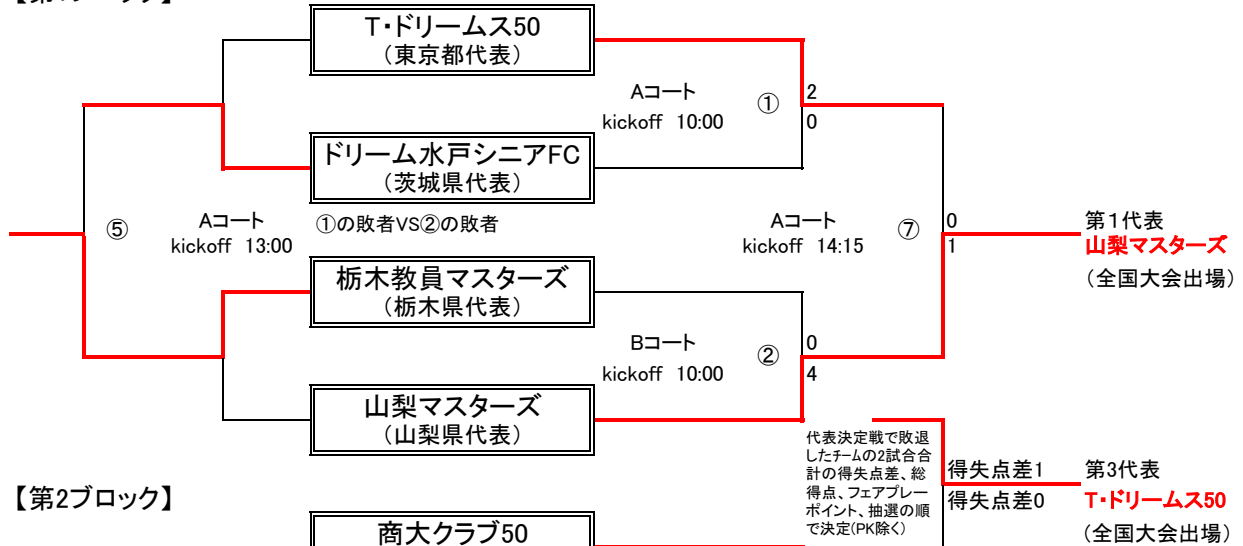 T・ドリームス50
(東京都代表)
Aコート
kickoff 10:00
①
2
0
ドリーム水戸シニアFC
(茨城県代表)
⑤
Aコート
kickoff 13:00
①の敗者VS②の敗者
Aコート
kickoff 14:15
⑦
0
1
第1代表
山梨マスターズ
(全国大会出場)
栃木教員マスターズ
(栃木県代表)
Bコート
kickoff 10:00
②
0
4
山梨マスターズ
(山梨県代表)
代表決定戦で敗退
したチームの2試合合
計の得失点差、総
得点、フェアプレー
ポイント、抽選の順
で決定(PK除く)
得失点差1
得失点差0
第3代表
T・ドリームス50
(全国大会出場)
【第2ブロック】
商大クラブ50